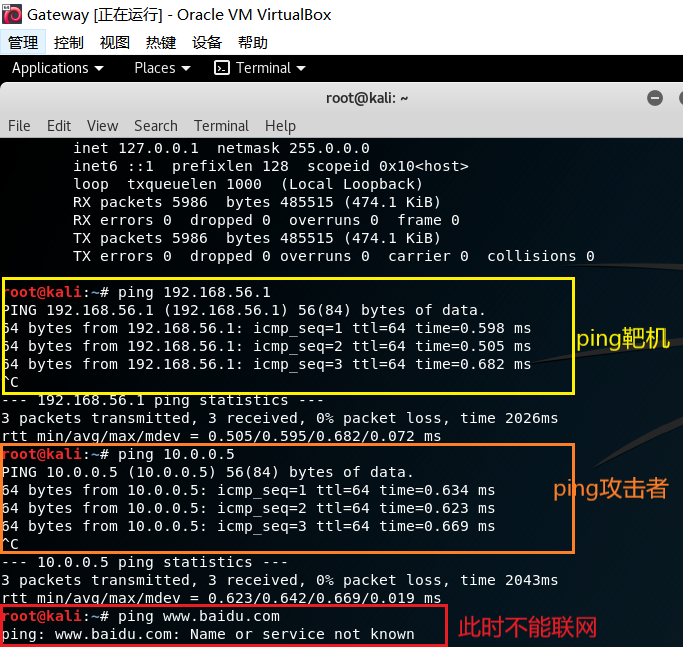 Gateway [正在运行] - Oracle VM VirtualBox
管理 控制 视图 热键 设备 帮助
Applications Places Terminal
root@kali: ~
File Edit View Search Terminal Help
inet 127.0.0.1 netmask 255.0.0.0
inet6 ::1 prefixlen 128 scopeid 0x10<host>
loop txqueuelen 1000 (Local Loopback)
RX packets 5986 bytes 485515 (474.1 KiB)
RX errors 0 dropped 0 overruns 0 frame 0
TX packets 5986 bytes 485515 (474.1 KiB)
TX errors 0 dropped 0 overruns 0 carrier 0 collisions 0
root@kali:~# ping 192.168.56.1
PING 192.168.56.1 (192.168.56.1) 56(84) bytes of data.
64 bytes from 192.168.56.1: icmp_seq=1 ttl=64 time=0.598 ms
64 bytes from 192.168.56.1: icmp_seq=2 ttl=64 time=0.505 ms
ping靶机
64 bytes from 192.168.56.1: icmp_seq=3 ttl=64 time=0.682 ms
^C
--- 192.168.56.1 ping statistics ---
3 packets transmitted, 3 received, 0% packet loss, time 2026ms
rtt min/avg/max/mdev = 0.505/0.595/0.682/0.072 ms
root@kali:~# ping 10.0.0.5
PING 10.0.0.5 (10.0.0.5) 56(84) bytes of data.
64 bytes from 10.0.0.5: icmp_seq=1 ttl=64 time=0.634 ms
ping攻击者
64 bytes from 10.0.0.5: icmp_seq=2 ttl=64 time=0.623 ms
64 bytes from 10.0.0.5: icmp_seq=3 ttl=64 time=0.669 ms
^C
--- 10.0.0.5 ping statistics ---
3 packets transmitted, 3 received, 0% packet loss, time 2043ms
rtt min/avg/max/mdev = 0.623/0.642/0.669/0.019 ms
root@kali:~# ping www.baidu.com
ping: www.baidu.com: Name or service not known
此时不能联网